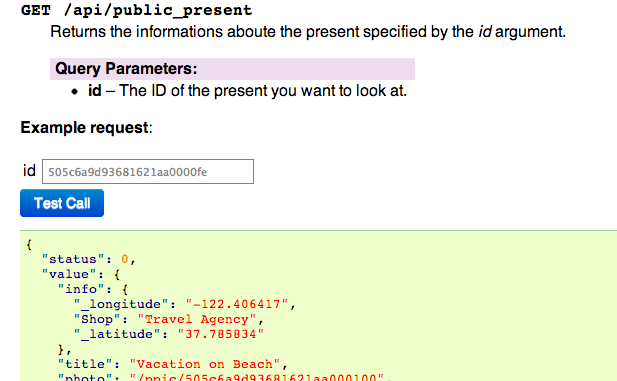 GET /api/public_present
Returns the informations aboute the present specified by the id argument.
Query Parameters:
• id – The ID of the present you want to look at.
Example request:
id 505c6a9d93681621aa0000fe
Test Call
{
"status": 0,
"value": {
"info": {
"_longitude": "-122.406417",
"Shop": "Travel Agency",
"_latitude": "37.785834"
},
"title": "Vacation on Beach",
"photo": "/ppic/505c6a9d93681621aa000100",